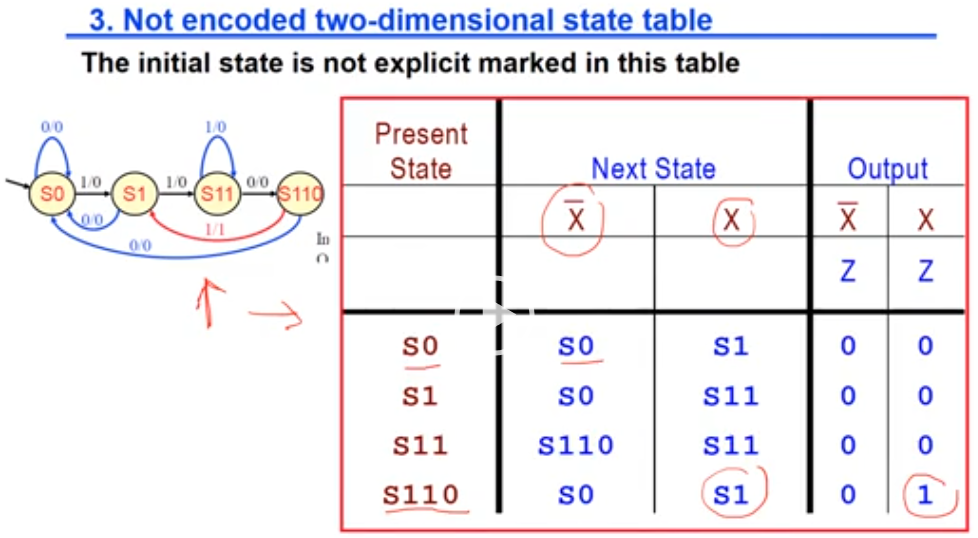 3. Not encoded two-dimensional state table
The initial state is not explicit marked in this table
0/0 1/0
S0 1/0 S1 1/0 S11 0/0 S110
0/0 1/1
0/0
In
Present
State Next State Output
X̅ X X̅ X
Z Z
S0 S0 S1 0 0
S1 S0 S11 0 0
S11 S110 S11 0 0
S110 S0 S1 0 1